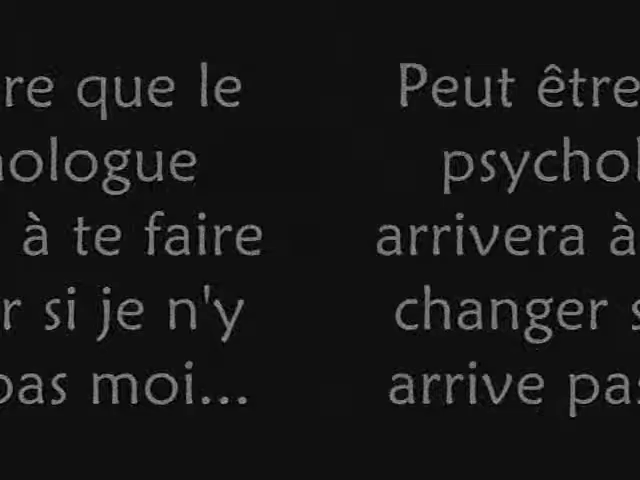 re que le
hologue
à te faire
r si je n'y
pas moi...
Peut être
psychol
arrivera à
changer s
arrive pas